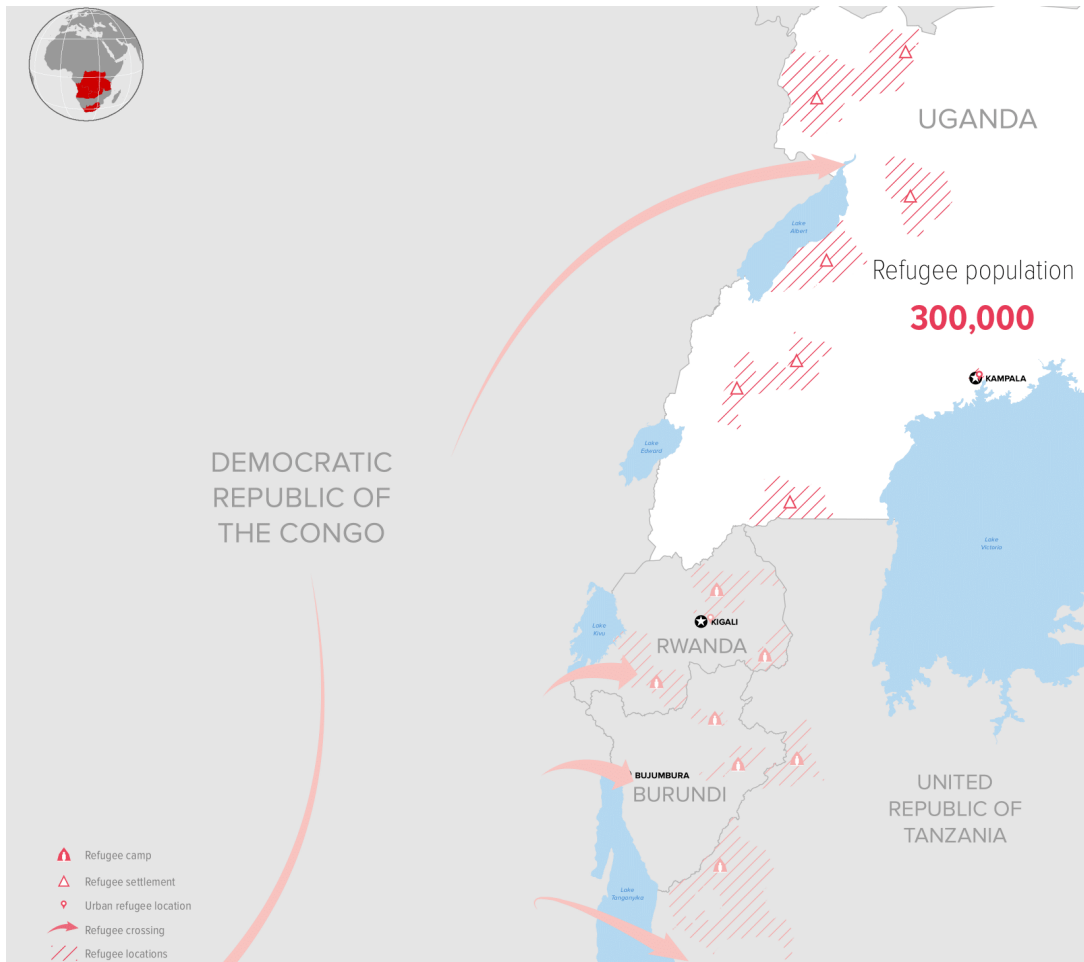 UGANDA
Lake
Albert
Refugee population
300,000
KAMPALA
Lake
Edward
DEMOCRATIC
REPUBLIC OF
THE CONGO
Lake
Victoria
Lake
Kivu
KIGALI
RWANDA
BUJUMBURA
BURUNDI
UNITED
REPUBLIC OF
TANZANIA
Lake
Tanganyika
Refugee camp
Refugee settlement
Urban refugee location
Refugee crossing
Refugee locations